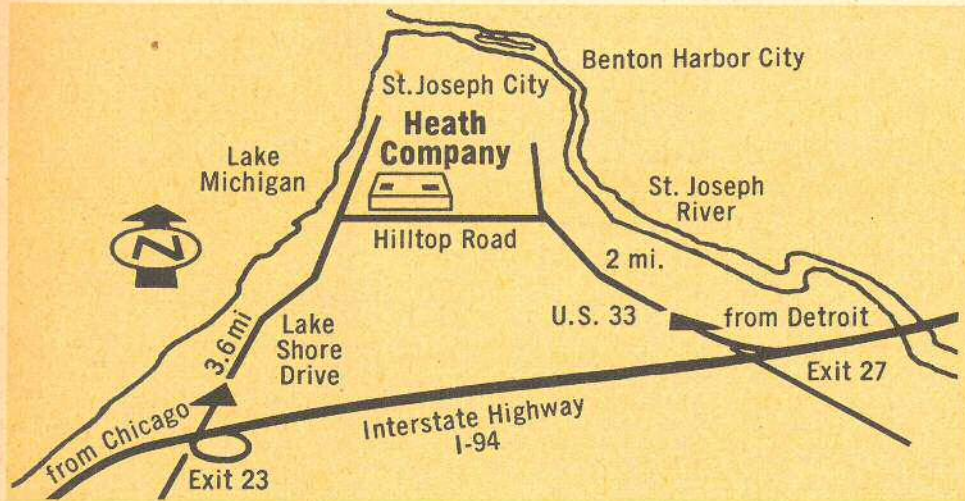 Benton Harbor City
St. Joseph City
Heath
Company
Lake
Michigan
St. Joseph
River
N
Hilltop Road
2 mi.
3.6 mi
Lake
Shore
Drive
U.S. 33
from Detroit
Exit 27
from Chicago
Interstate Highway
I-94
Exit 23